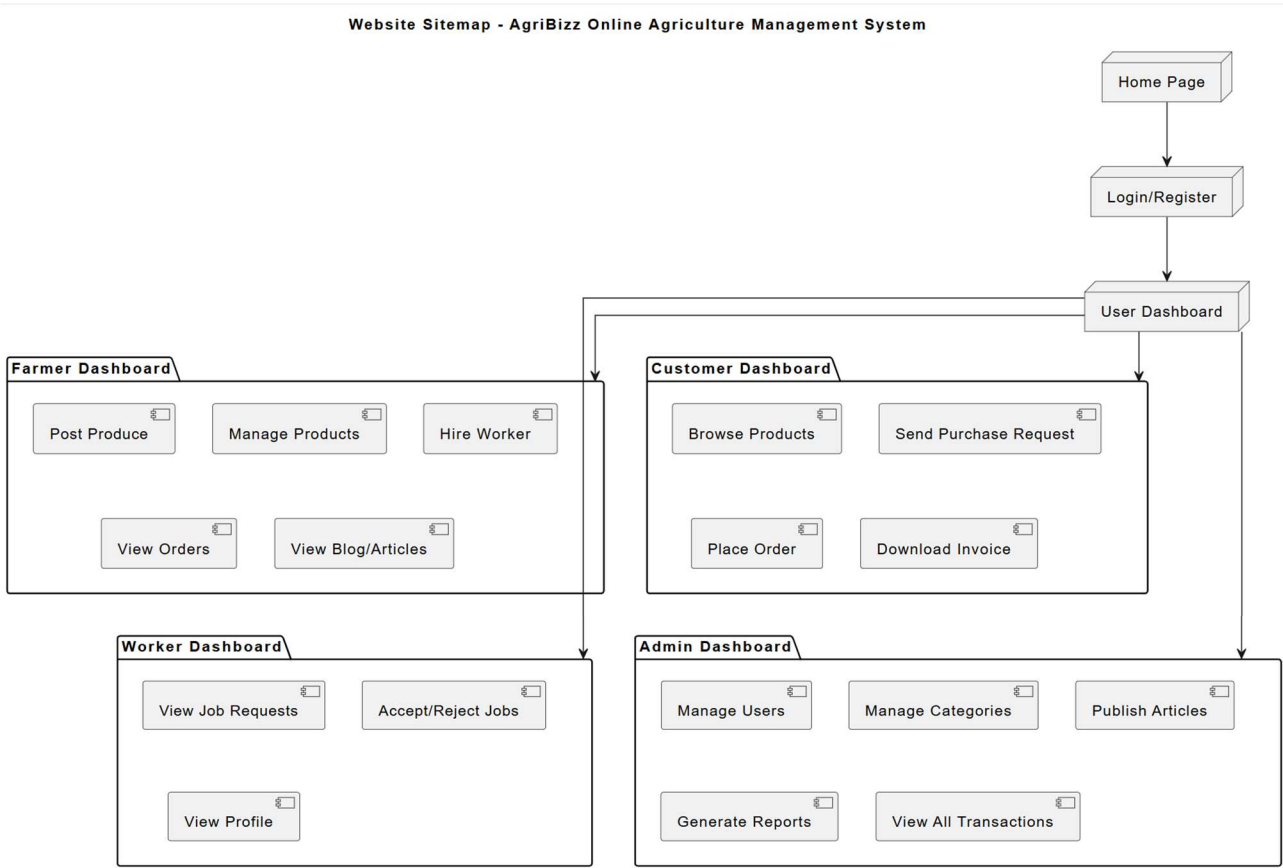 Website Sitemap - AgriBizz Online Agriculture Management System
Home Page
Login/Register
User Dashboard
Farmer Dashboard
Post Produce
Manage Products
Hire Worker
View Orders
View Blog/Articles
Customer Dashboard
Browse Products
Send Purchase Request
Place Order
Download Invoice
Worker Dashboard
View Job Requests
Accept/Reject Jobs
View Profile
Admin Dashboard
Manage Users
Manage Categories
Publish Articles
Generate Reports
View All Transactions